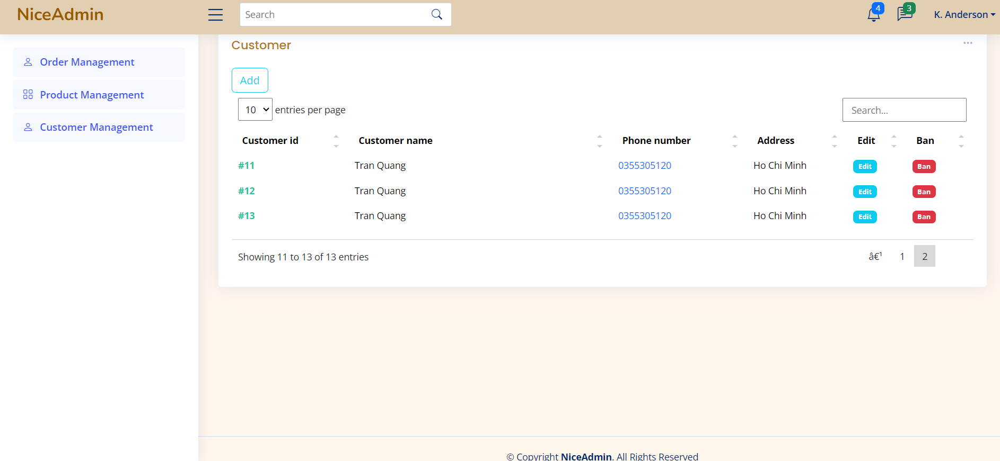 NiceAdmin
Search
4
3
K. Anderson
Order Management
Product Management
Customer Management
Customer
Add
10 entries per page
Search...
Customer id Customer name Phone number Address Edit Ban
#11 Tran Quang 0355305120 Ho Chi Minh Edit Ban
#12 Tran Quang 0355305120 Ho Chi Minh Edit Ban
#13 Tran Quang 0355305120 Ho Chi Minh Edit Ban
Showing 11 to 13 of 13 entries
â€¹ 1 2
© Copyright NiceAdmin. All Rights Reserved